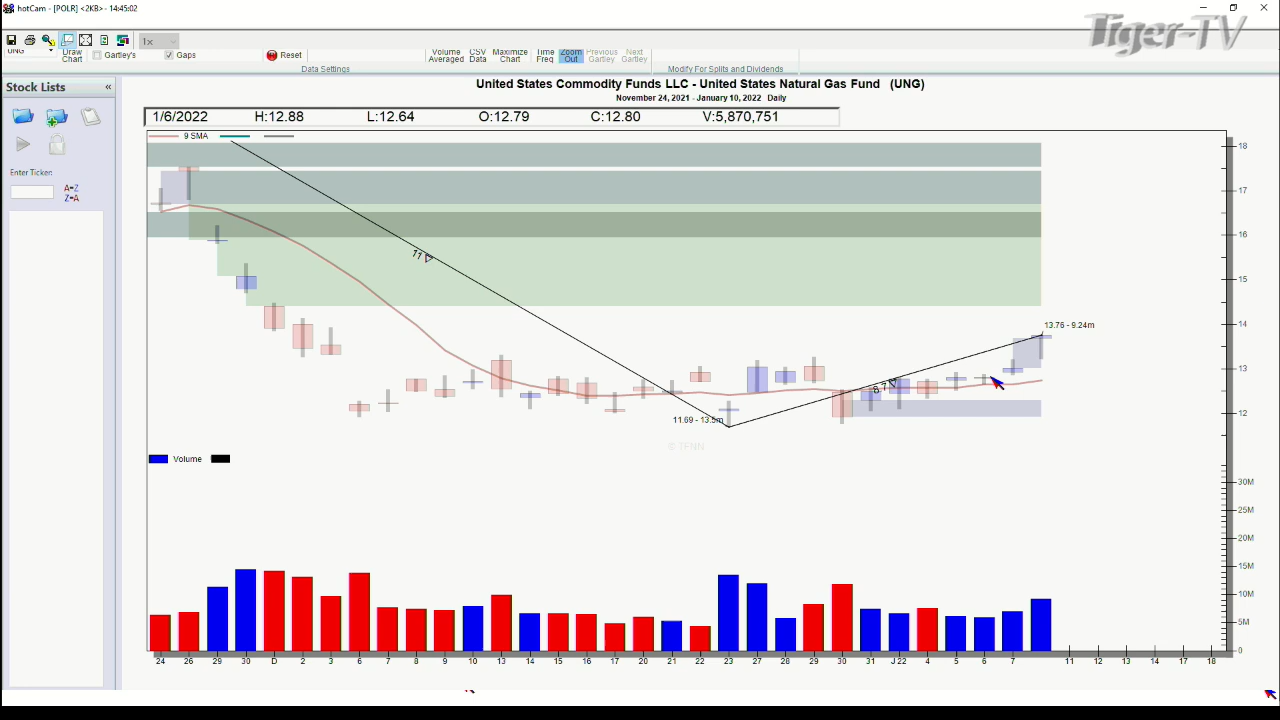 hotCam - [POLR] <2KB> - 14:45:02
Tiger-TV
1x
UNG
Draw Chart
Gartley's
Gaps
Reset
Volume Averaged
CSV Data
Maximize Chart
Time Freq
Zoom Out
Previous Gartley
Next Gartley
Data Settings
Modify For Splits and Dividends
Stock Lists «
Enter Ticker:
A=Z
Z=A
United States Commodity Funds LLC - United States Natural Gas Fund (UNG)
November 24, 2021 - January 10, 2022 Daily
1/6/2022 H:12.88 L:12.64 O:12.79 C:12.80 V:5,870,751
9 SMA
18
17
16
15
14
13
12
11
13.76 - 9.24m
11.69 - 13.5m
© 7FNN
Volume
30M
25M
20M
15M
10M
5M
0
24 26 29 30 D 2 3 6 7 8 9 10 13 14 15 16 17 20 21 22 23 27 28 29 30 31 J 22 4 5 6 7 11 12 13 14 18